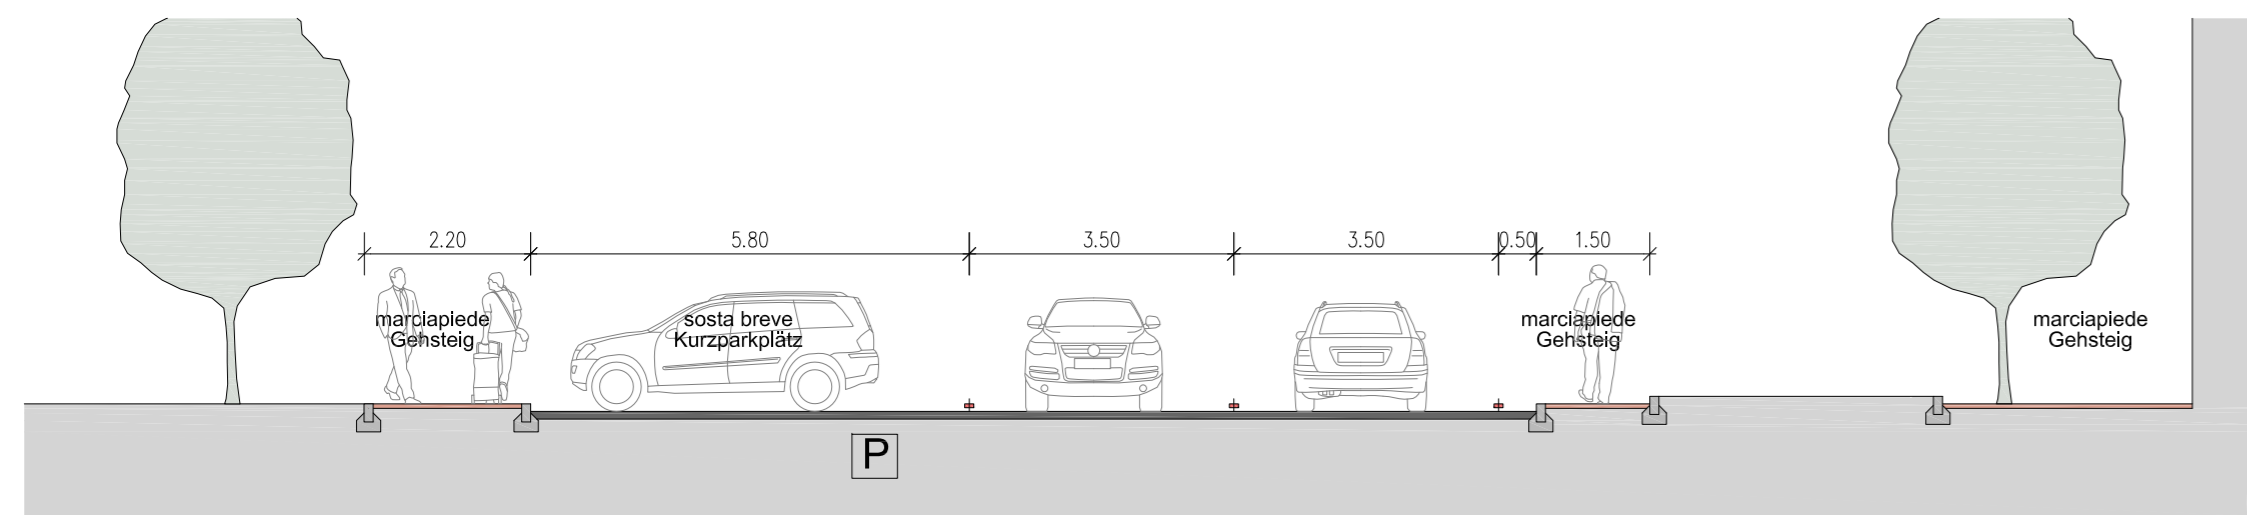 2.20 5.80 3.50 3.50 0.50 1.50
marciapiede
Gehsteig
sosta breve
Kurzparkplätz
marciapiede
Gehsteig
marciapiede
Gehsteig
P